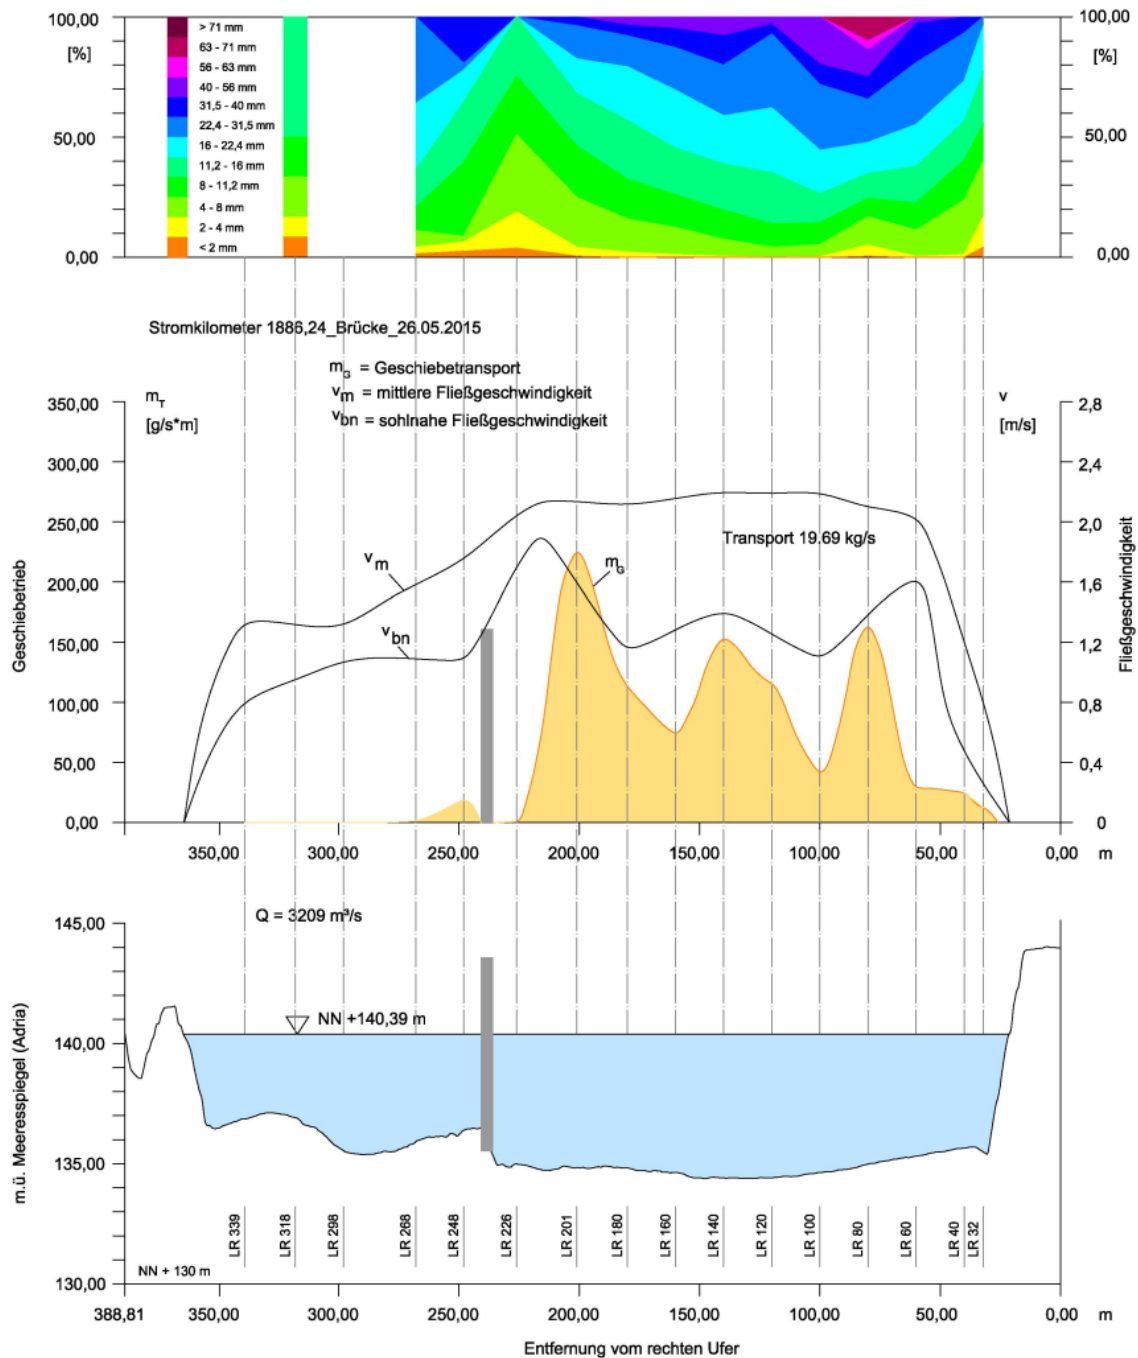 100,00
[%]
50,00
0,00
> 71 mm
63 - 71 mm
56 - 63 mm
40 - 56 mm
31,5 - 40 mm
22,4 - 31,5 mm
16 - 22,4 mm
11,2 - 16 mm
8 - 11,2 mm
4 - 8 mm
2 - 4 mm
< 2 mm
100,00
[%]
50,00
0,00
Stromkilometer 1886,24_Brücke_26.05.2015
mG = Geschiebetransport
vm = mittlere Fließgeschwindigkeit
vbn = sohlnahe Fließgeschwindigkeit
mT
[g/s*m]
v
[m/s]
Geschiebetrieb
350,00
300,00
250,00
200,00
150,00
100,00
50,00
0,00
vm
vbn
mG
Transport 19.69 kg/s
2,8
2,4
2,0
1,6
1,2
0,8
0,4
0
Fließgeschwindigkeit
350,00 300,00 250,00 200,00 150,00 100,00 50,00 0,00 m
Q = 3209 m³/s
NN +140,39 m
m.ü. Meeresspiegel (Adria)
145,00
140,00
135,00
130,00
LR 339
LR 318
LR 298
LR 268
LR 248
LR 226
LR 201
LR 180
LR 160
LR 140
LR 120
LR 100
LR 80
LR 60
LR 40
LR 32
NN + 130 m
388,81 350,00 300,00 250,00 200,00 150,00 100,00 50,00 0,00 m
Entfernung vom rechten Ufer